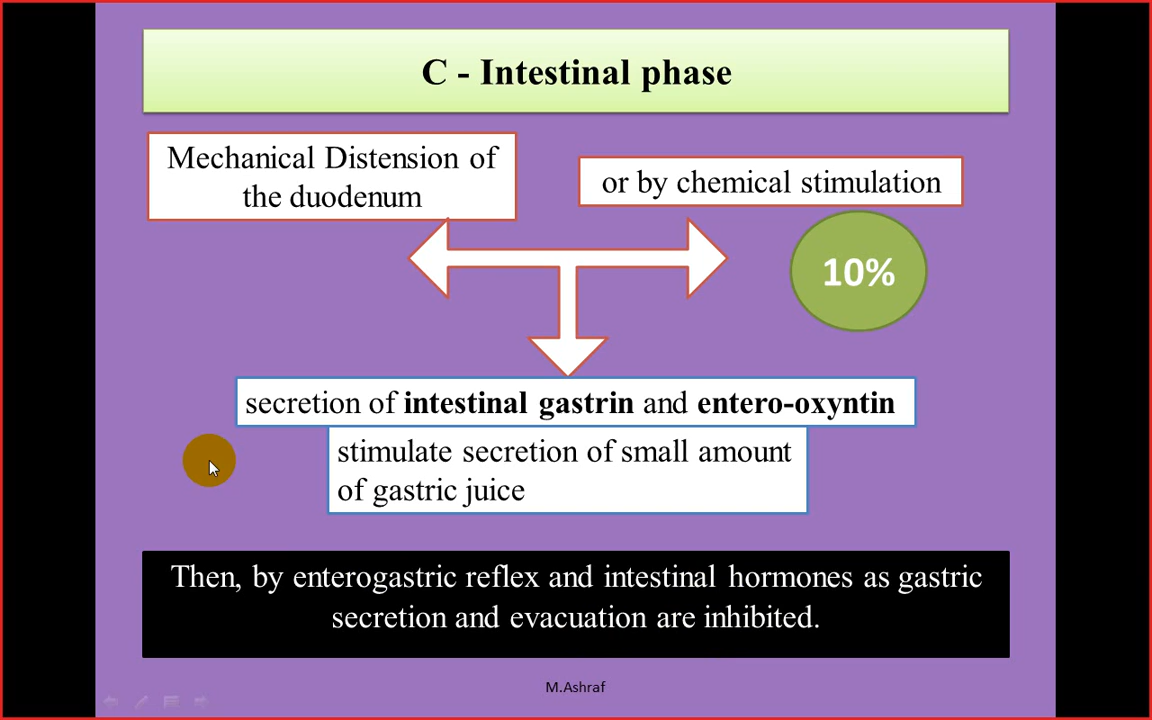 C - Intestinal phase
Mechanical Distension of
the duodenum
or by chemical stimulation
10%
secretion of intestinal gastrin and entero-oxyntin
stimulate secretion of small amount
of gastric juice
Then, by enterogastric reflex and intestinal hormones as gastric
secretion and evacuation are inhibited.
M.Ashraf